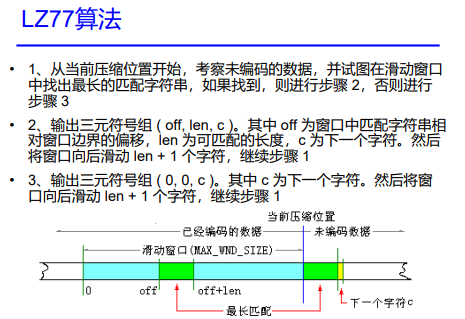 LZ77算法
• 1、从当前压缩位置开始，考察未编码的数据，并试图在滑动窗口
中找出最长的匹配字符串，如果找到，则进行步骤 2，否则进行
步骤 3
• 2、输出三元符号组 ( off, len, c )。其中 off 为窗口中匹配字符串相
对窗口边界的偏移，len 为可匹配的长度，c 为下一个字符。然后
将窗口向后滑动 len + 1 个字符，继续步骤 1
• 3、输出三元符号组 ( 0, 0, c )。其中 c 为下一个字符。然后将窗
口向后滑动 len + 1 个字符，继续步骤 1
当前压缩位置
已经编码的数据
未编码数据
滑动窗口(MAX_WND_SIZE)
0
off
off+len
最长匹配
下一个字符c